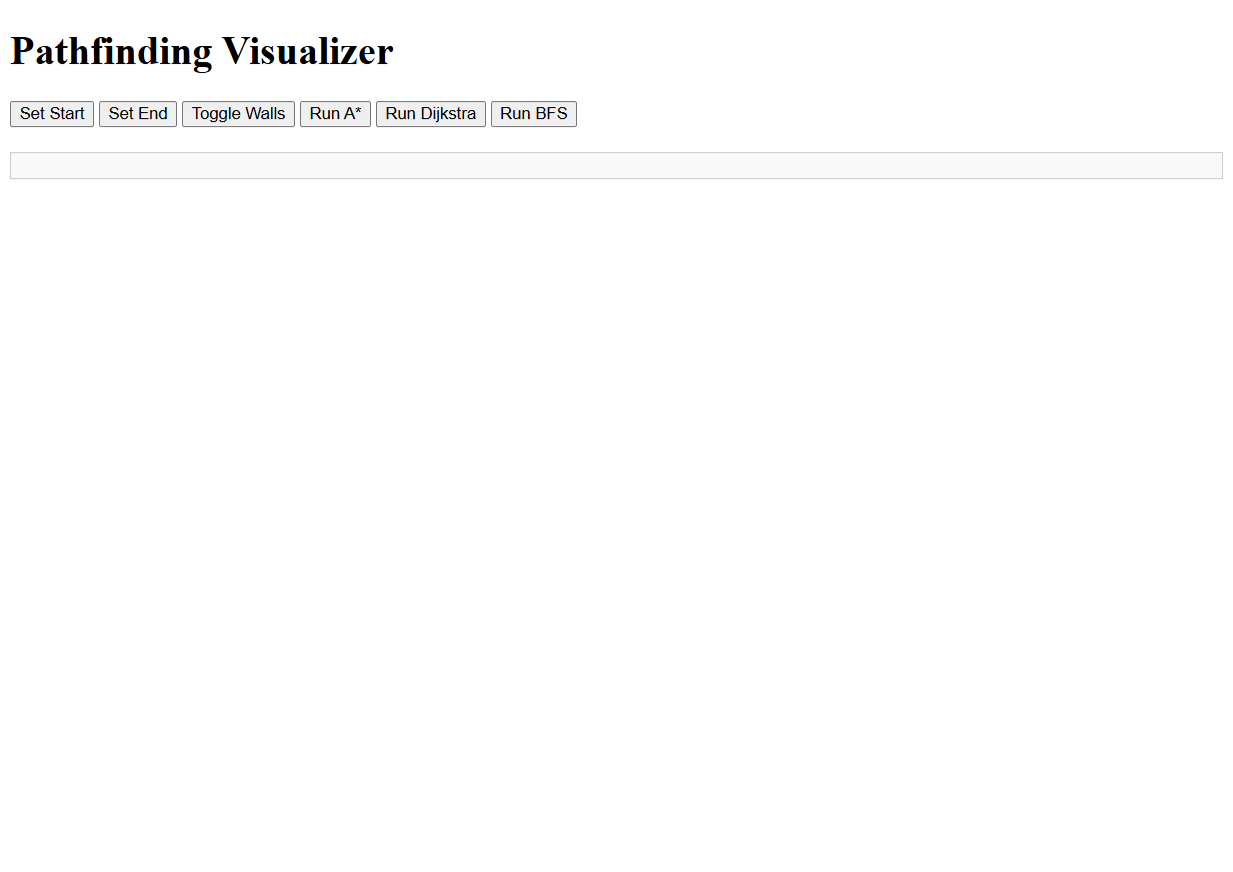 Pathfinding Visualizer
Set Start Set End Toggle Walls Run A* Run Dijkstra Run BFS